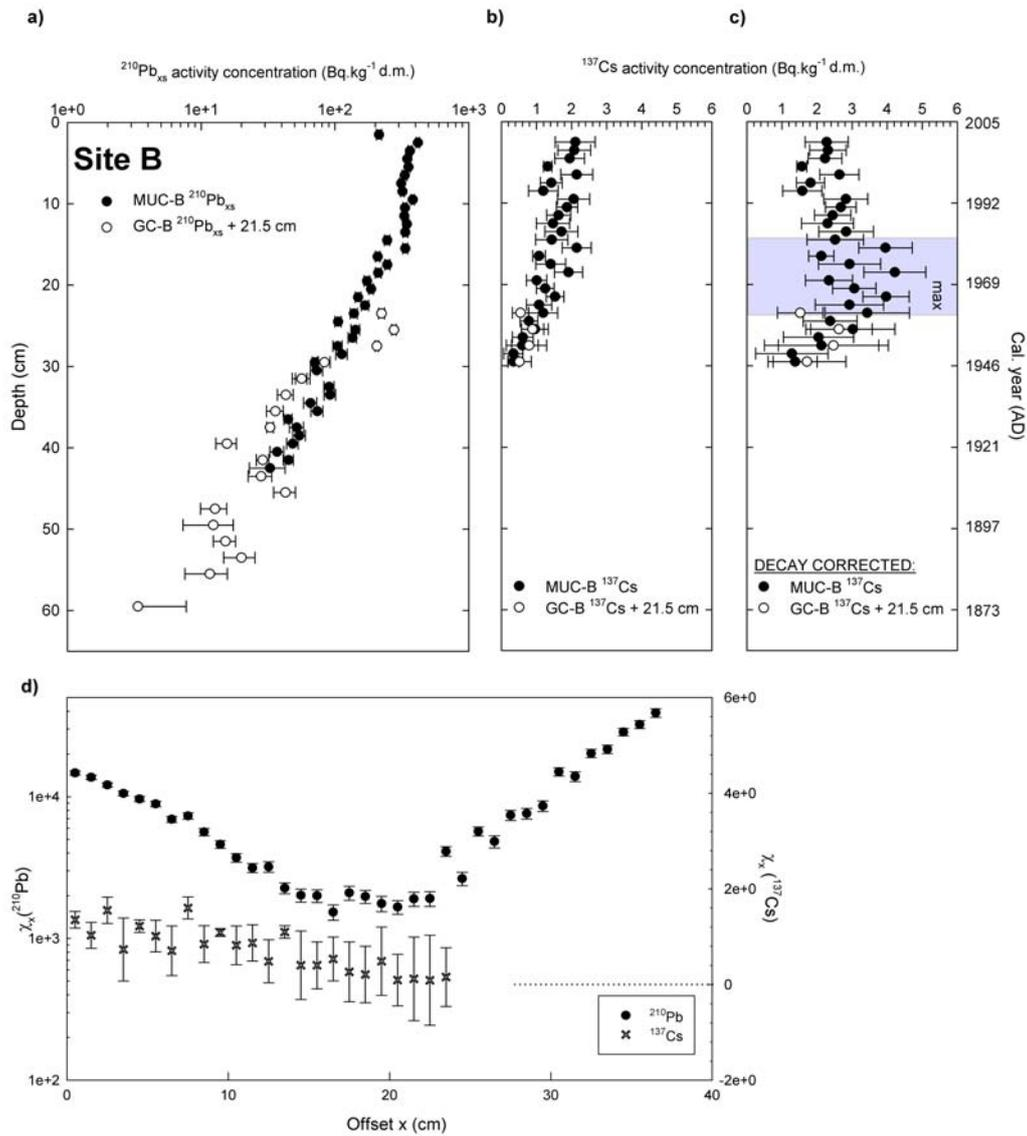 a)
b)
c)
²¹⁰Pbxs activity concentration (Bq.kg⁻¹ d.m.)
¹³⁷Cs activity concentration (Bq.kg⁻¹ d.m.)
1e+0 1e+1 1e+2 1e+3
0 1 2 3 4 5 6
0 1 2 3 4 5 6
Depth (cm)
0
10
20
30
40
50
60
Site B
MUC-B ²¹⁰Pbxs
GC-B ²¹⁰Pbxs + 21.5 cm
MUC-B ¹³⁷Cs
GC-B ¹³⁷Cs + 21.5 cm
max
DECAY CORRECTED:
MUC-B ¹³⁷Cs
GC-B ¹³⁷Cs + 21.5 cm
2005
1992
1969
1946
1921
1897
1873
Cal. year (AD)
d)
χx(²¹⁰Pb)
1e+4
1e+3
1e+2
6e+0
4e+0
2e+0
0
-2e+0
χx (¹³⁷Cs)
²¹⁰Pb
¹³⁷Cs
0 10 20 30 40
Offset x (cm)